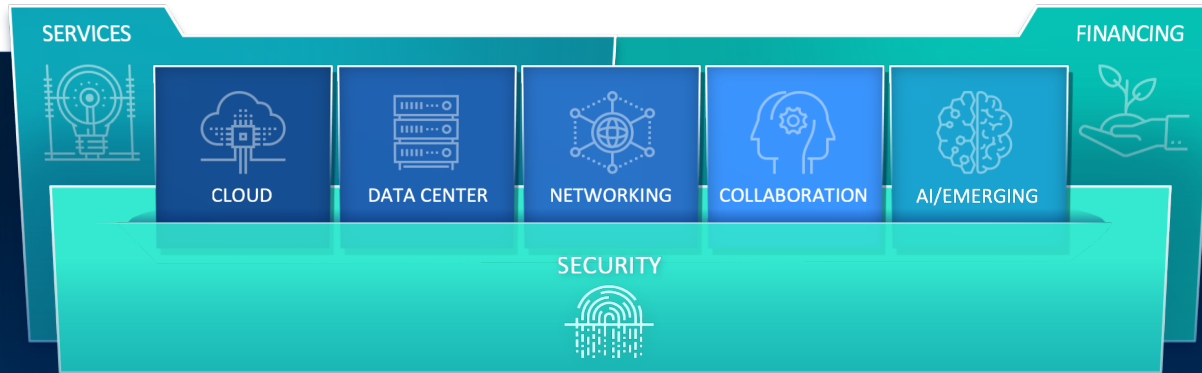 SERVICES
FINANCING
CLOUD
DATA CENTER
NETWORKING
COLLABORATION
AI/EMERGING
SECURITY